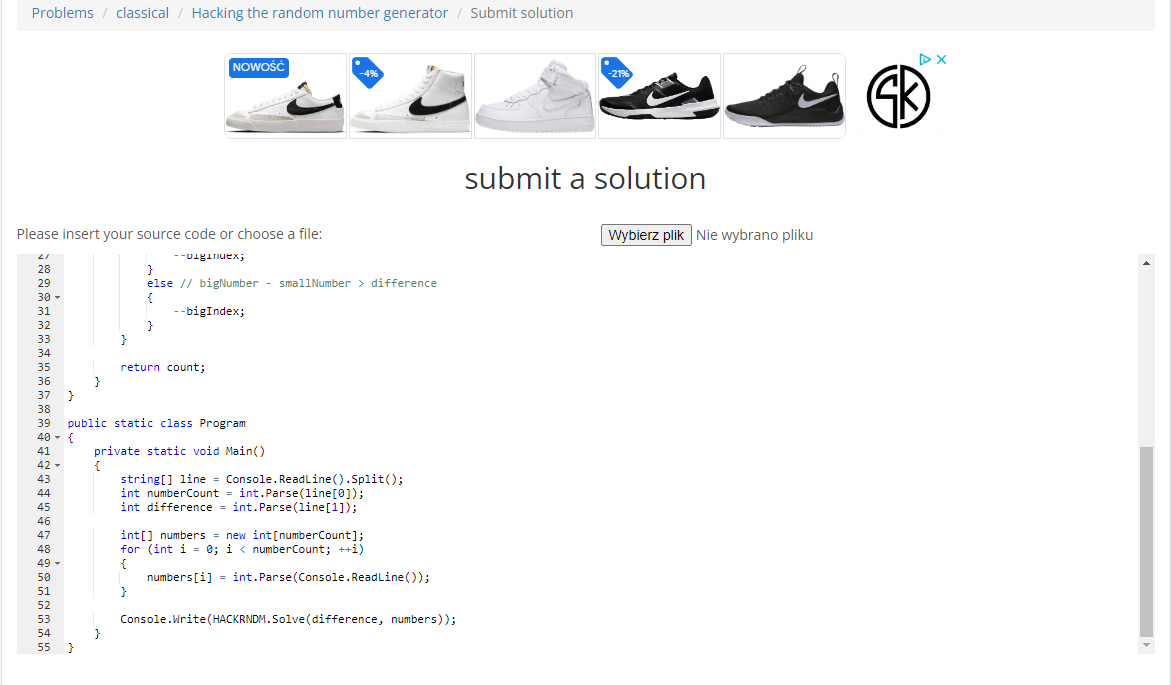 Problems / classical / Hacking the random number generator / Submit solution
NOWOŚĆ
-4%
-21%
SK
submit a solution
Please insert your source code or choose a file:
Wybierz plik Nie wybrano pliku
27 --bigIndex;
28 }
29 else // bigNumber - smallNumber > difference
30 {
31 --bigIndex;
32 }
33 }
34
35 return count;
36 }
37 }
38
39 public static class Program
40 {
41 private static void Main()
42 {
43 string[] line = Console.ReadLine().Split();
44 int numberCount = int.Parse(line[0]);
45 int difference = int.Parse(line[1]);
46
47 int[] numbers = new int[numberCount];
48 for (int i = 0; i < numberCount; ++i)
49 {
50 numbers[i] = int.Parse(Console.ReadLine());
51 }
52
53 Console.Write(HACKRNDM.Solve(difference, numbers));
54 }
55 }